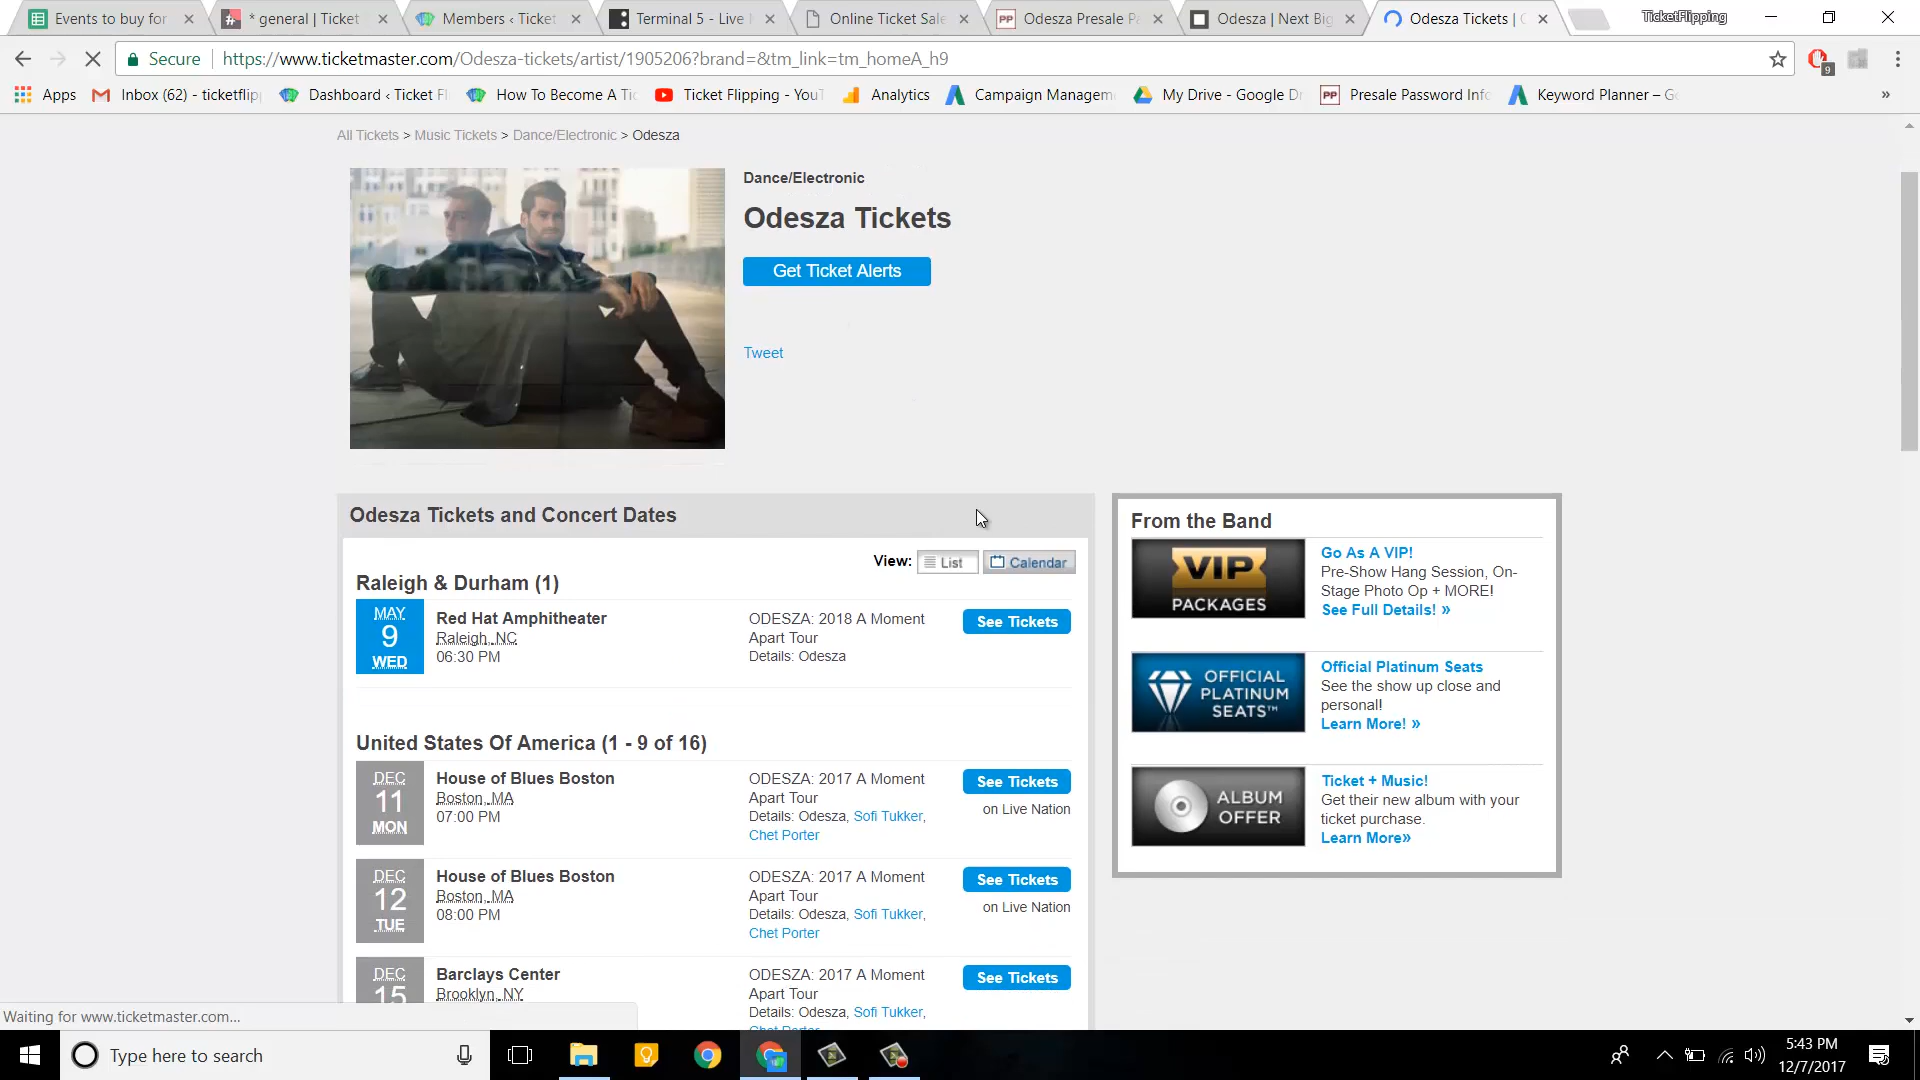 Events to buy for
* general | Ticket
Members ‹ Ticket
Terminal 5 - Live
Online Ticket Sale
PP Odesza Presale Pa
Odesza | Next Big
Odesza Tickets |
TicketFlipping
Secure https://www.ticketmaster.com/Odesza-tickets/artist/1905206?brand=&tm_link=tm_homeA_h9
9
Apps
Inbox (62) - ticketflip
Dashboard ‹ Ticket Fl
How To Become A Tic
Ticket Flipping - YouT
Analytics
Campaign Managem
My Drive - Google Dr
PP Presale Password Info
Keyword Planner – Go
»
All Tickets > Music Tickets > Dance/Electronic > Odesza
Dance/Electronic
Odesza Tickets
Get Ticket Alerts
Tweet
Odesza Tickets and Concert Dates
View: List Calendar
Raleigh & Durham (1)
MAY
9
WED
Red Hat Amphitheater
Raleigh, NC
06:30 PM
ODESZA: 2018 A Moment
Apart Tour
Details: Odesza
See Tickets
United States Of America (1 - 9 of 16)
DEC
11
MON
House of Blues Boston
Boston, MA
07:00 PM
ODESZA: 2017 A Moment
Apart Tour
Details: Odesza, Sofi Tukker,
Chet Porter
See Tickets
on Live Nation
DEC
12
TUE
House of Blues Boston
Boston, MA
08:00 PM
ODESZA: 2017 A Moment
Apart Tour
Details: Odesza, Sofi Tukker,
Chet Porter
See Tickets
on Live Nation
DEC
15
Barclays Center
Brooklyn, NY
ODESZA: 2017 A Moment
Apart Tour
Details: Odesza, Sofi Tukker,
Chet Porter
See Tickets
From the Band
VIP
PACKAGES
Go As A VIP!
Pre-Show Hang Session, On-
Stage Photo Op + MORE!
See Full Details! »
OFFICIAL
PLATINUM
SEATS™
Official Platinum Seats
See the show up close and
personal!
Learn More! »
ALBUM
OFFER
Ticket + Music!
Get their new album with your
ticket purchase.
Learn More»
Waiting for www.ticketmaster.com...
Type here to search
5:43 PM
12/7/2017